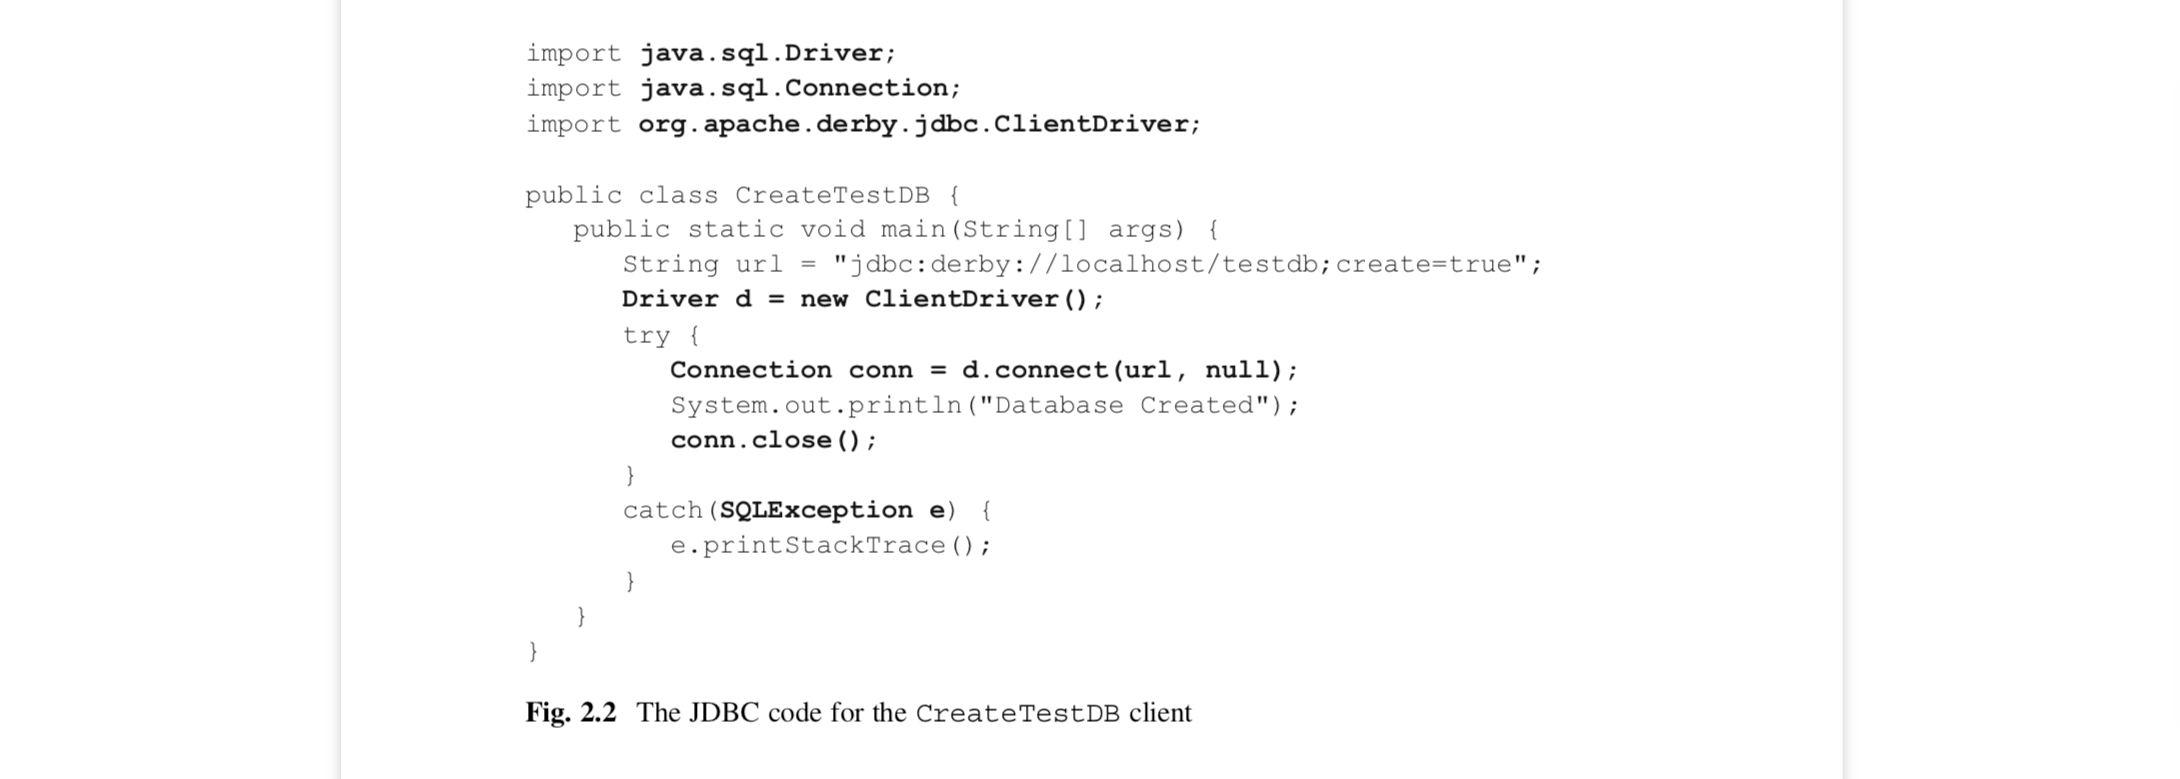 import java.sql.Driver;
import java.sql.Connection;
import org.apache.derby.jdbc.ClientDriver;

public class CreateTestDB {
   public static void main(String[] args) {
      String url = "jdbc:derby://localhost/testdb;create=true";
      Driver d = new ClientDriver();
      try {
         Connection conn = d.connect(url, null);
         System.out.println("Database Created");
         conn.close();
      }
      catch(SQLException e) {
         e.printStackTrace();
      }
   }
}
Fig. 2.2 The JDBC code for the CreateTestDB client